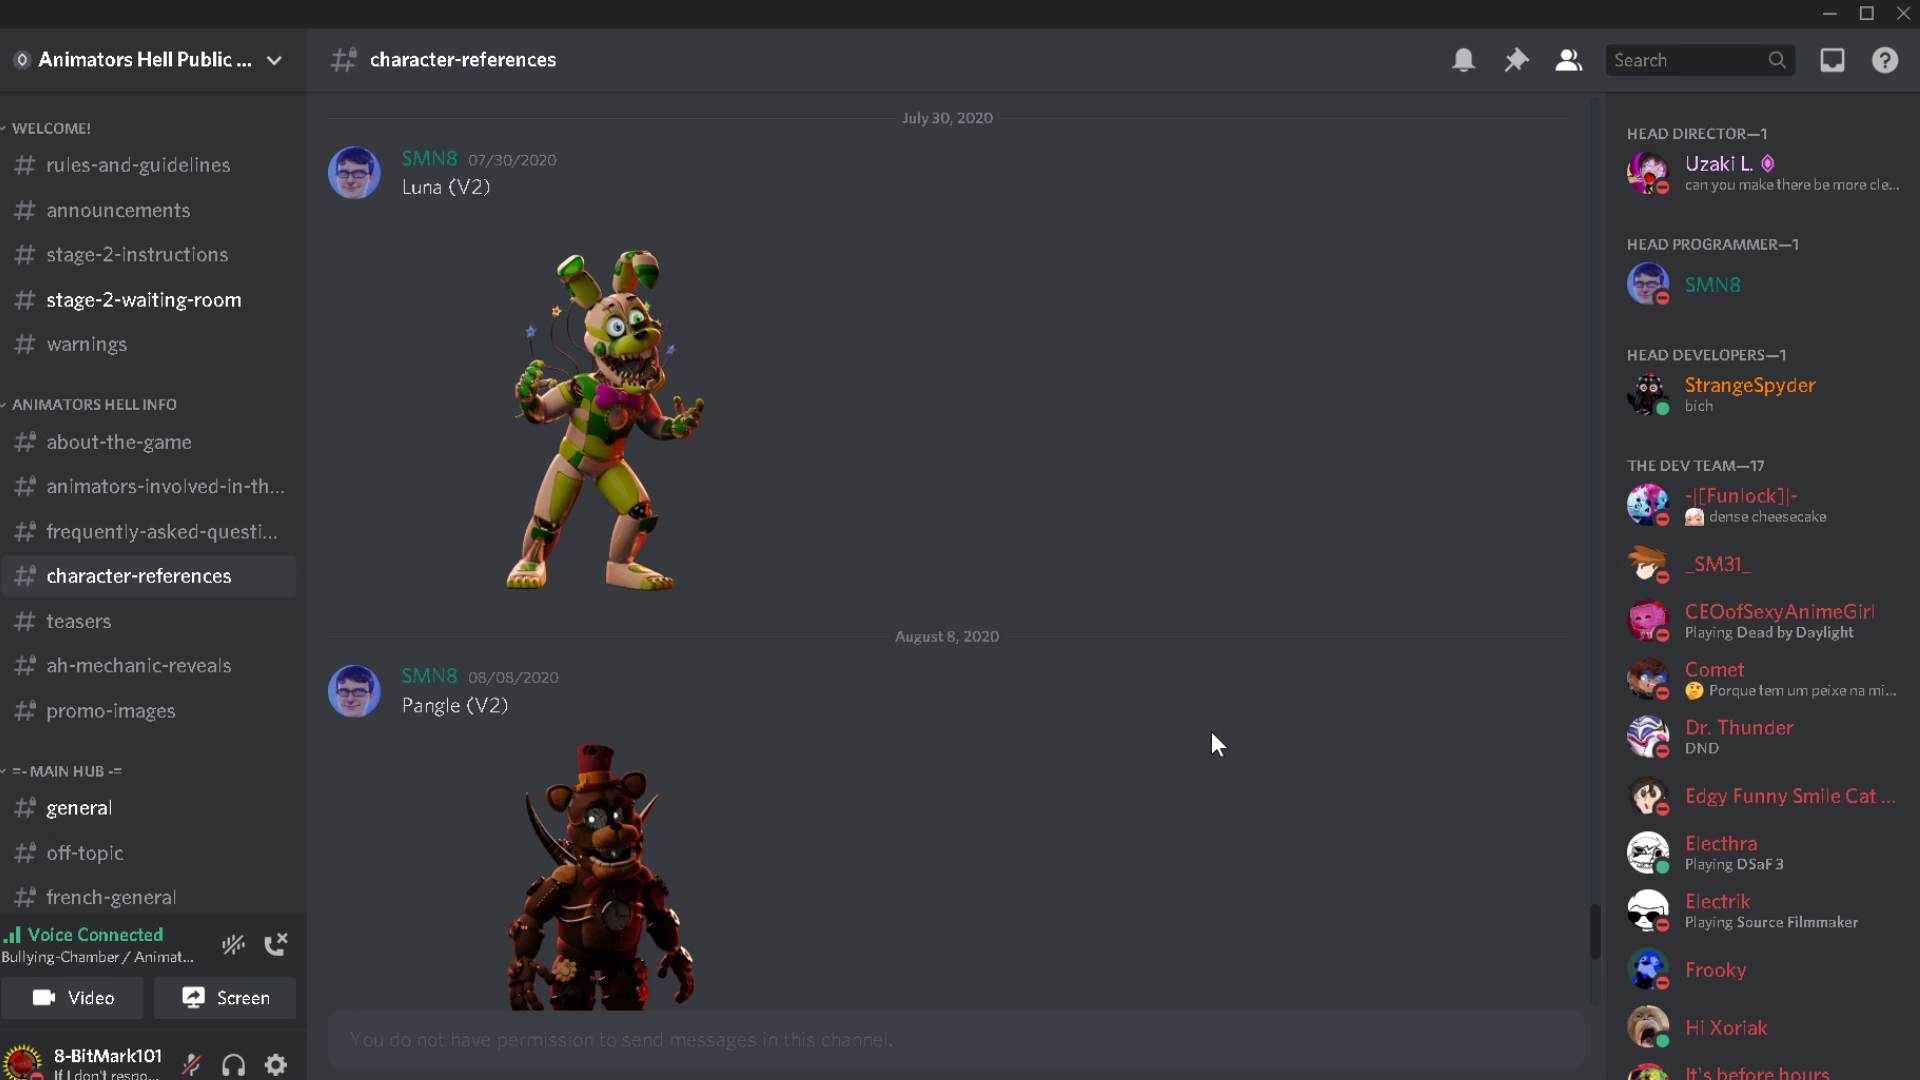 Animators Hell Public ...
WELCOME!
rules-and-guidelines
announcements
stage-2-instructions
stage-2-waiting-room
warnings
ANIMATORS HELL INFO
about-the-game
animators-involved-in-th...
frequently-asked-questi...
character-references
teasers
ah-mechanic-reveals
promo-images
=- MAIN HUB -=
general
off-topic
french-general
Voice Connected
Bullying-Chamber / Animat...
Video
Screen
8-BitMark101
If I don't respo...
character-references
Search
July 30, 2020
SMN8 07/30/2020
Luna (V2)
August 8, 2020
SMN8 08/08/2020
Pangle (V2)
You do not have permission to send messages in this channel.
HEAD DIRECTOR—1
Uzaki L.
can you make there be more cle...
HEAD PROGRAMMER—1
SMN8
HEAD DEVELOPERS—1
StrangeSpyder
bich
THE DEV TEAM—17
-|[Funlock]|-
dense cheesecake
_SM31_
CEOofSexyAnimeGirl
Playing Dead by Daylight
Comet
Porque tem um peixe na mi...
Dr. Thunder
DND
Edgy Funny Smile Cat ...
Electhra
Playing DSaF 3
Electrik
Playing Source Filmmaker
Frooky
Hi Xoriak
It's before hours